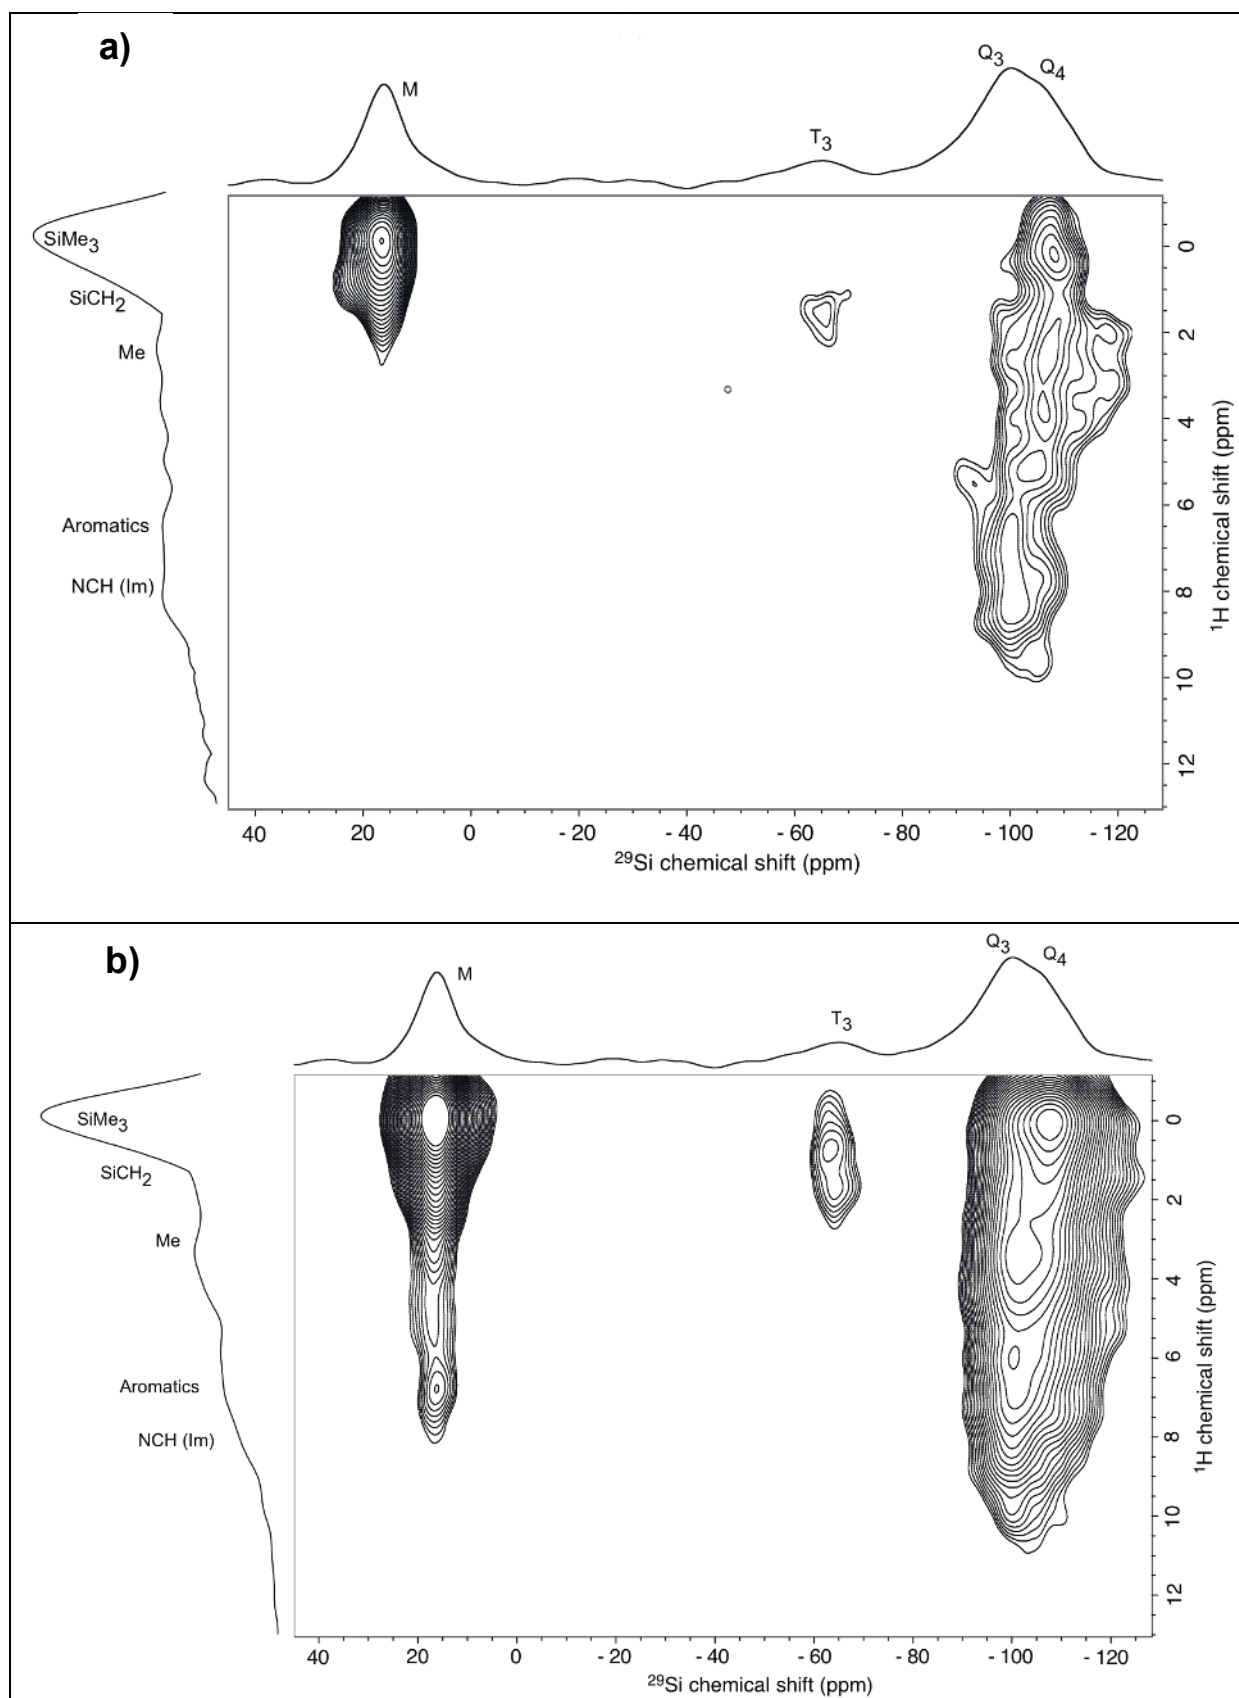 a)
M
T3
Q3
Q4
SiMe3
SiCH2
Me
Aromatics
NCH (Im)
0
2
4
6
8
10
12
1H chemical shift (ppm)
40 20 0 - 20 - 40 - 60 - 80 - 100 - 120
29Si chemical shift (ppm)
b)
M
T3
Q3
Q4
SiMe3
SiCH2
Me
Aromatics
NCH (Im)
0
2
4
6
8
10
12
1H chemical shift (ppm)
40 20 0 - 20 - 40 - 60 - 80 - 100 - 120
29Si chemical shift (ppm)